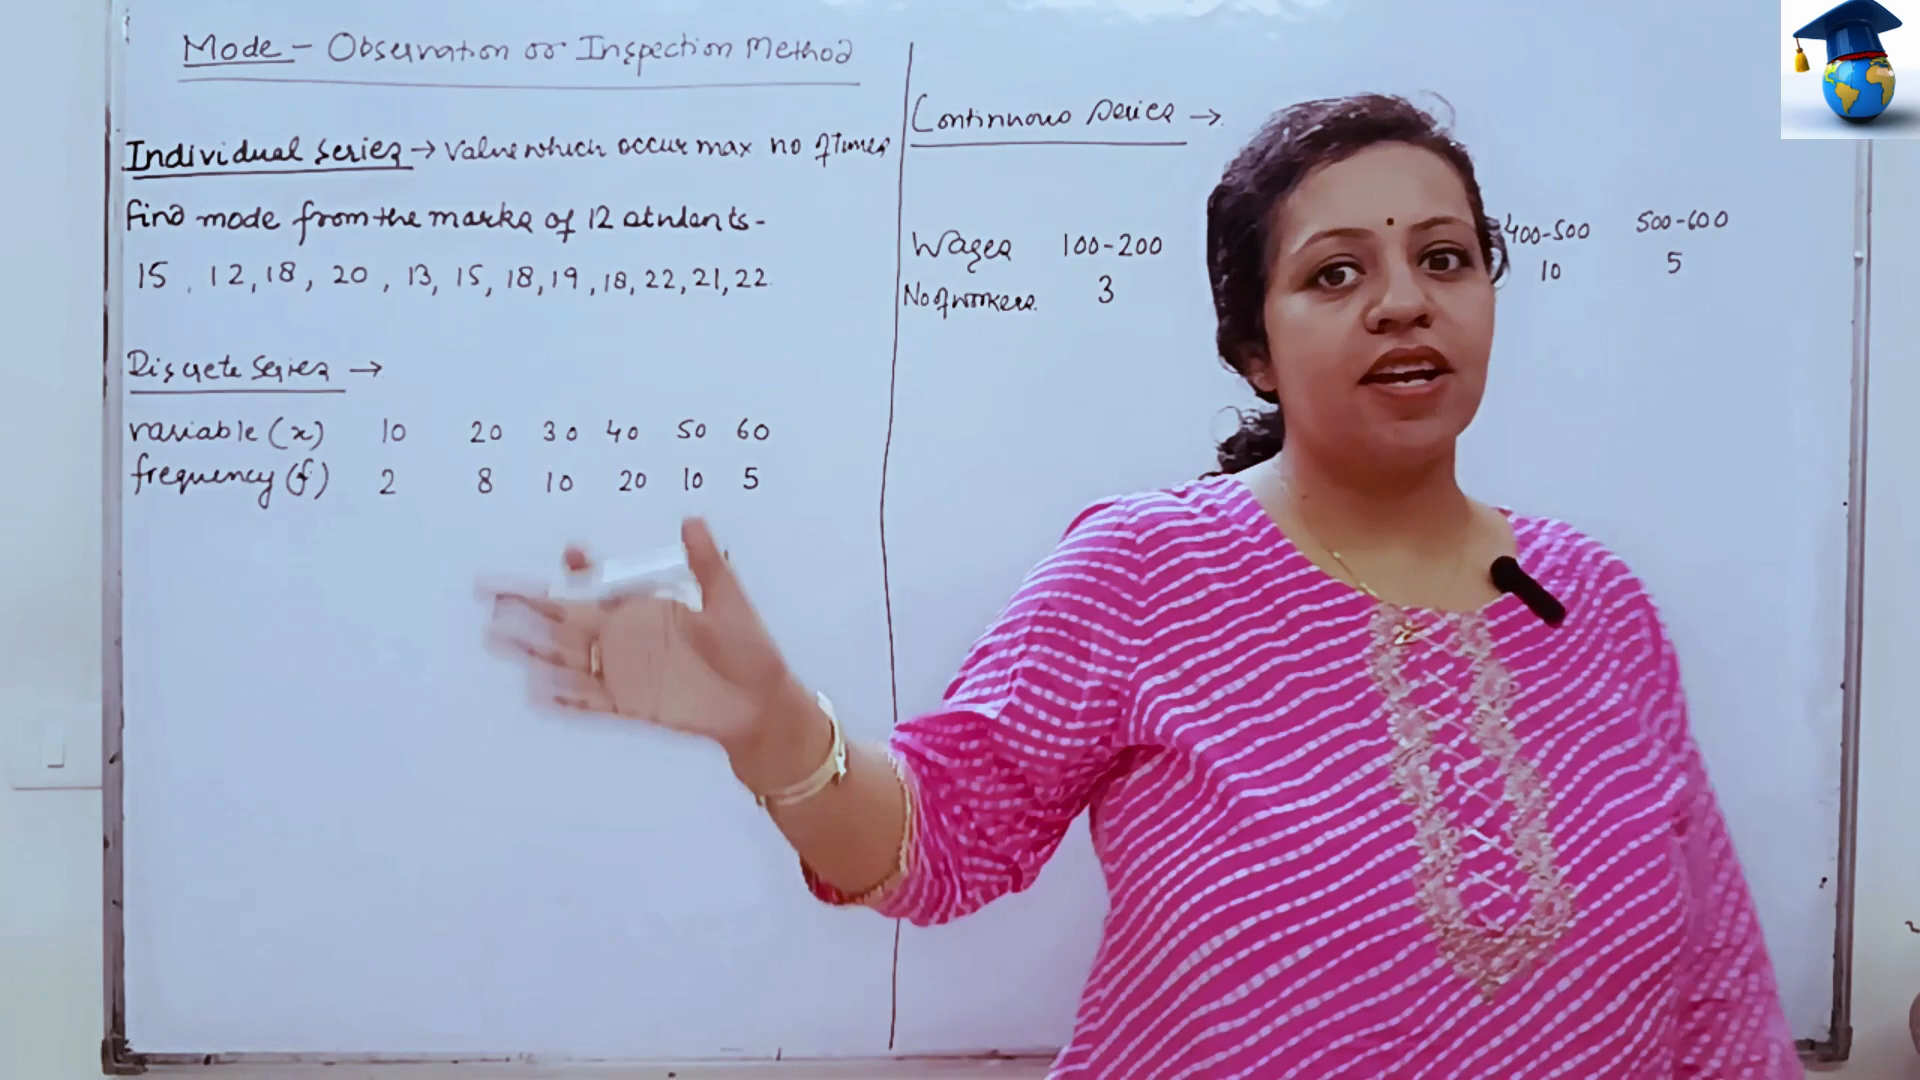 Mode - Observation or Inspection Method
Individual Series → Value which occur max no of times
Find mode from the marks of 12 students -
15, 12, 18, 20, 13, 15, 18, 19, 18, 22, 21, 22
Discrete Series →
variable (x) 10 20 30 40 50 60
frequency (f) 2 8 10 20 10 5
Continuous Series →
Wages 100-200 400-500 500-600
No of workers. 3 10 5